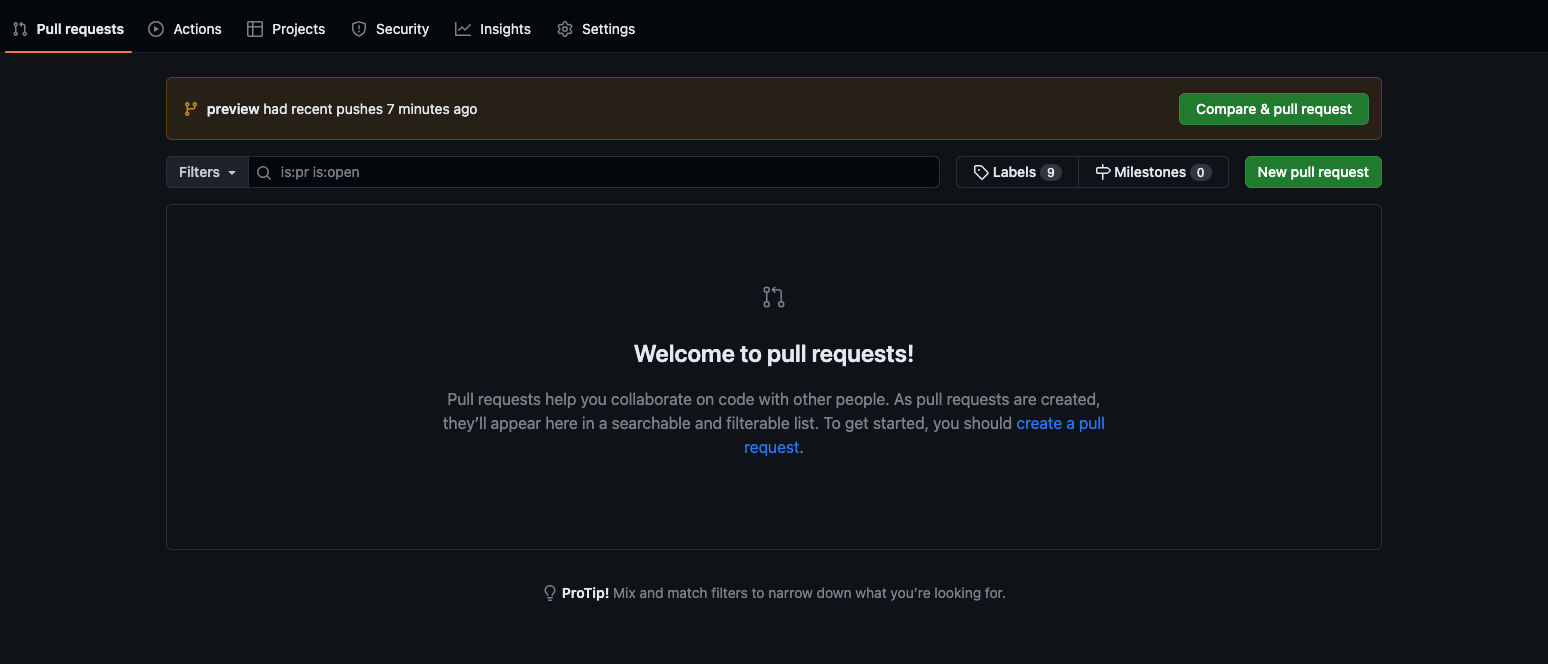 Pull requests Actions Projects Security Insights Settings
preview had recent pushes 7 minutes ago Compare & pull request
Filters is:pr is:open Labels 9 Milestones 0 New pull request
Welcome to pull requests!
Pull requests help you collaborate on code with other people. As pull requests are created,
they’ll appear here in a searchable and filterable list. To get started, you should create a pull
request.
ProTip! Mix and match filters to narrow down what you’re looking for.